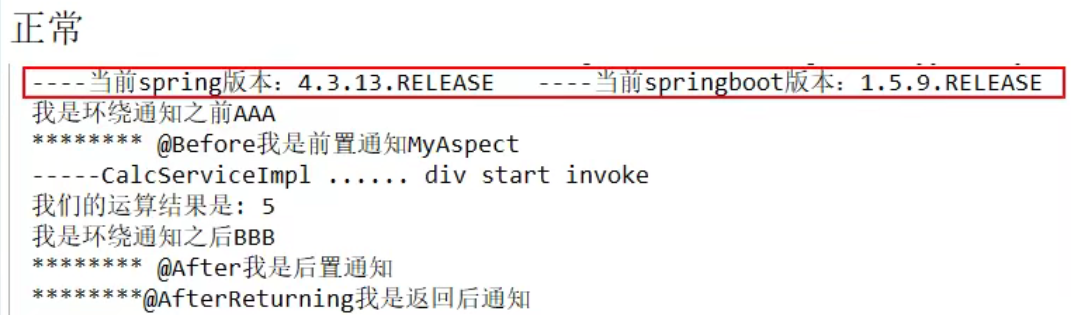 正常
----当前spring版本：4.3.13.RELEASE   ----当前springboot版本：1.5.9.RELEASE
我是环绕通知之前AAA
******** @Before我是前置通知MyAspect
-----CalcServiceImpl ...... div start invoke
我们的运算结果是: 5
我是环绕通知之后BBB
******** @After我是后置通知
********@AfterReturning我是返回后通知